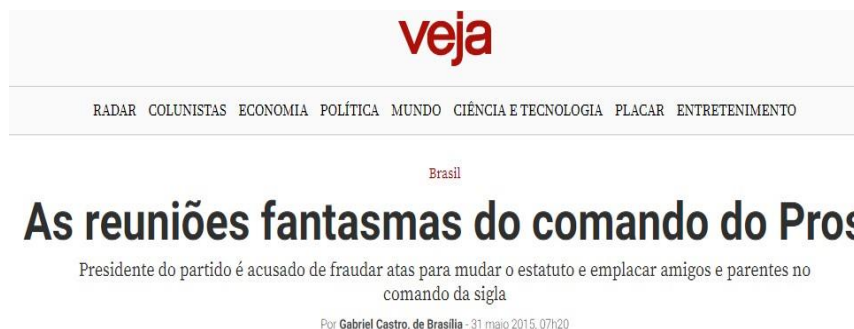 veja
RADAR COLUNISTAS ECONOMIA POLÍTICA MUNDO CIÊNCIA E TECNOLOGIA PLACAR ENTRETENIMENTO
Brasil
As reuniões fantasmas do comando do Pros
Presidente do partido é acusado de fraudar atas para mudar o estatuto e emplacar amigos e parentes no
comando da sigla
Por Gabriel Castro, de Brasília - 31 maio 2015, 07h20